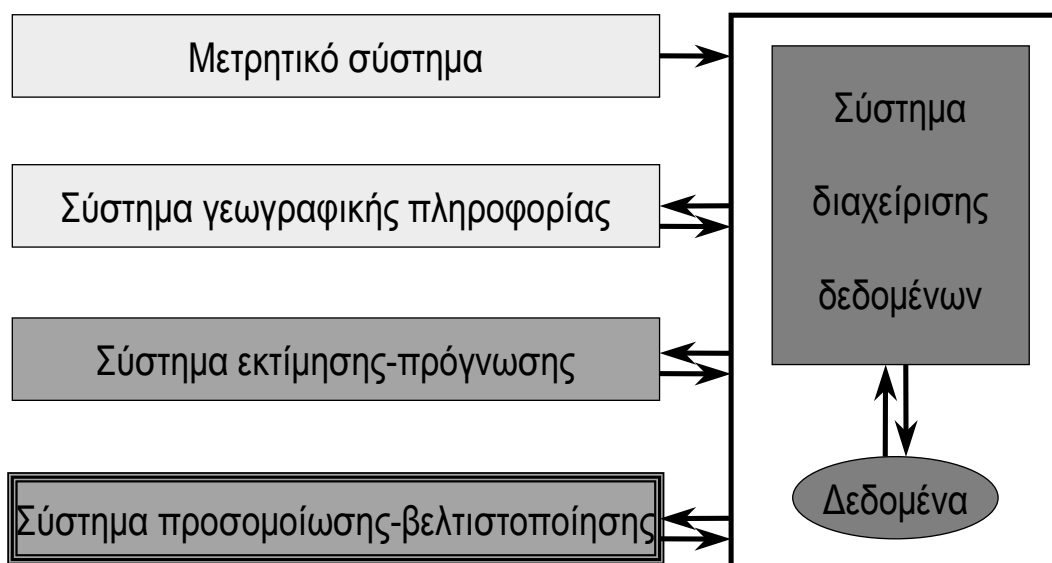 Μετρητικό σύστημα
Σύστημα γεωγραφικής πληροφορίας
Σύστημα εκτίμησης-πρόγνωσης
Σύστημα προσομοίωσης-βελτιστοποίησης
Σύστημα
διαχείρισης
δεδομένων
Δεδομένα